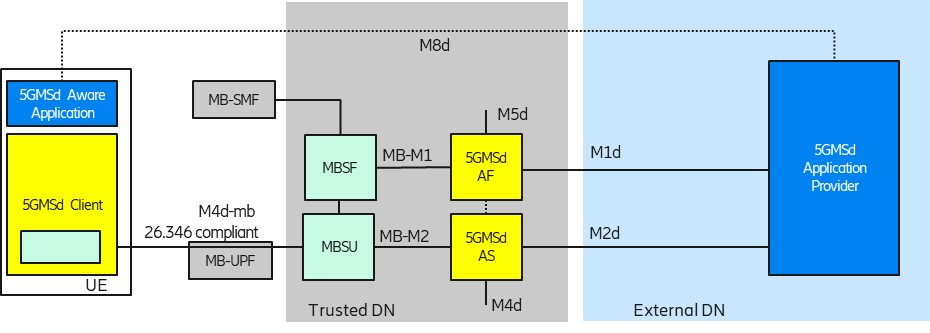 M8d
5GMSd Aware
Application
MB-SMF
M5d
MBSF
MB-M1
5GMSd
AF
M1d
5GMSd
Application
Provider
5GMSd Client
M4d-mb
26.346 compliant
MB-UPF
MBSU
MB-M2
5GMSd
AS
M2d
UE
Trusted DN
M4d
External DN